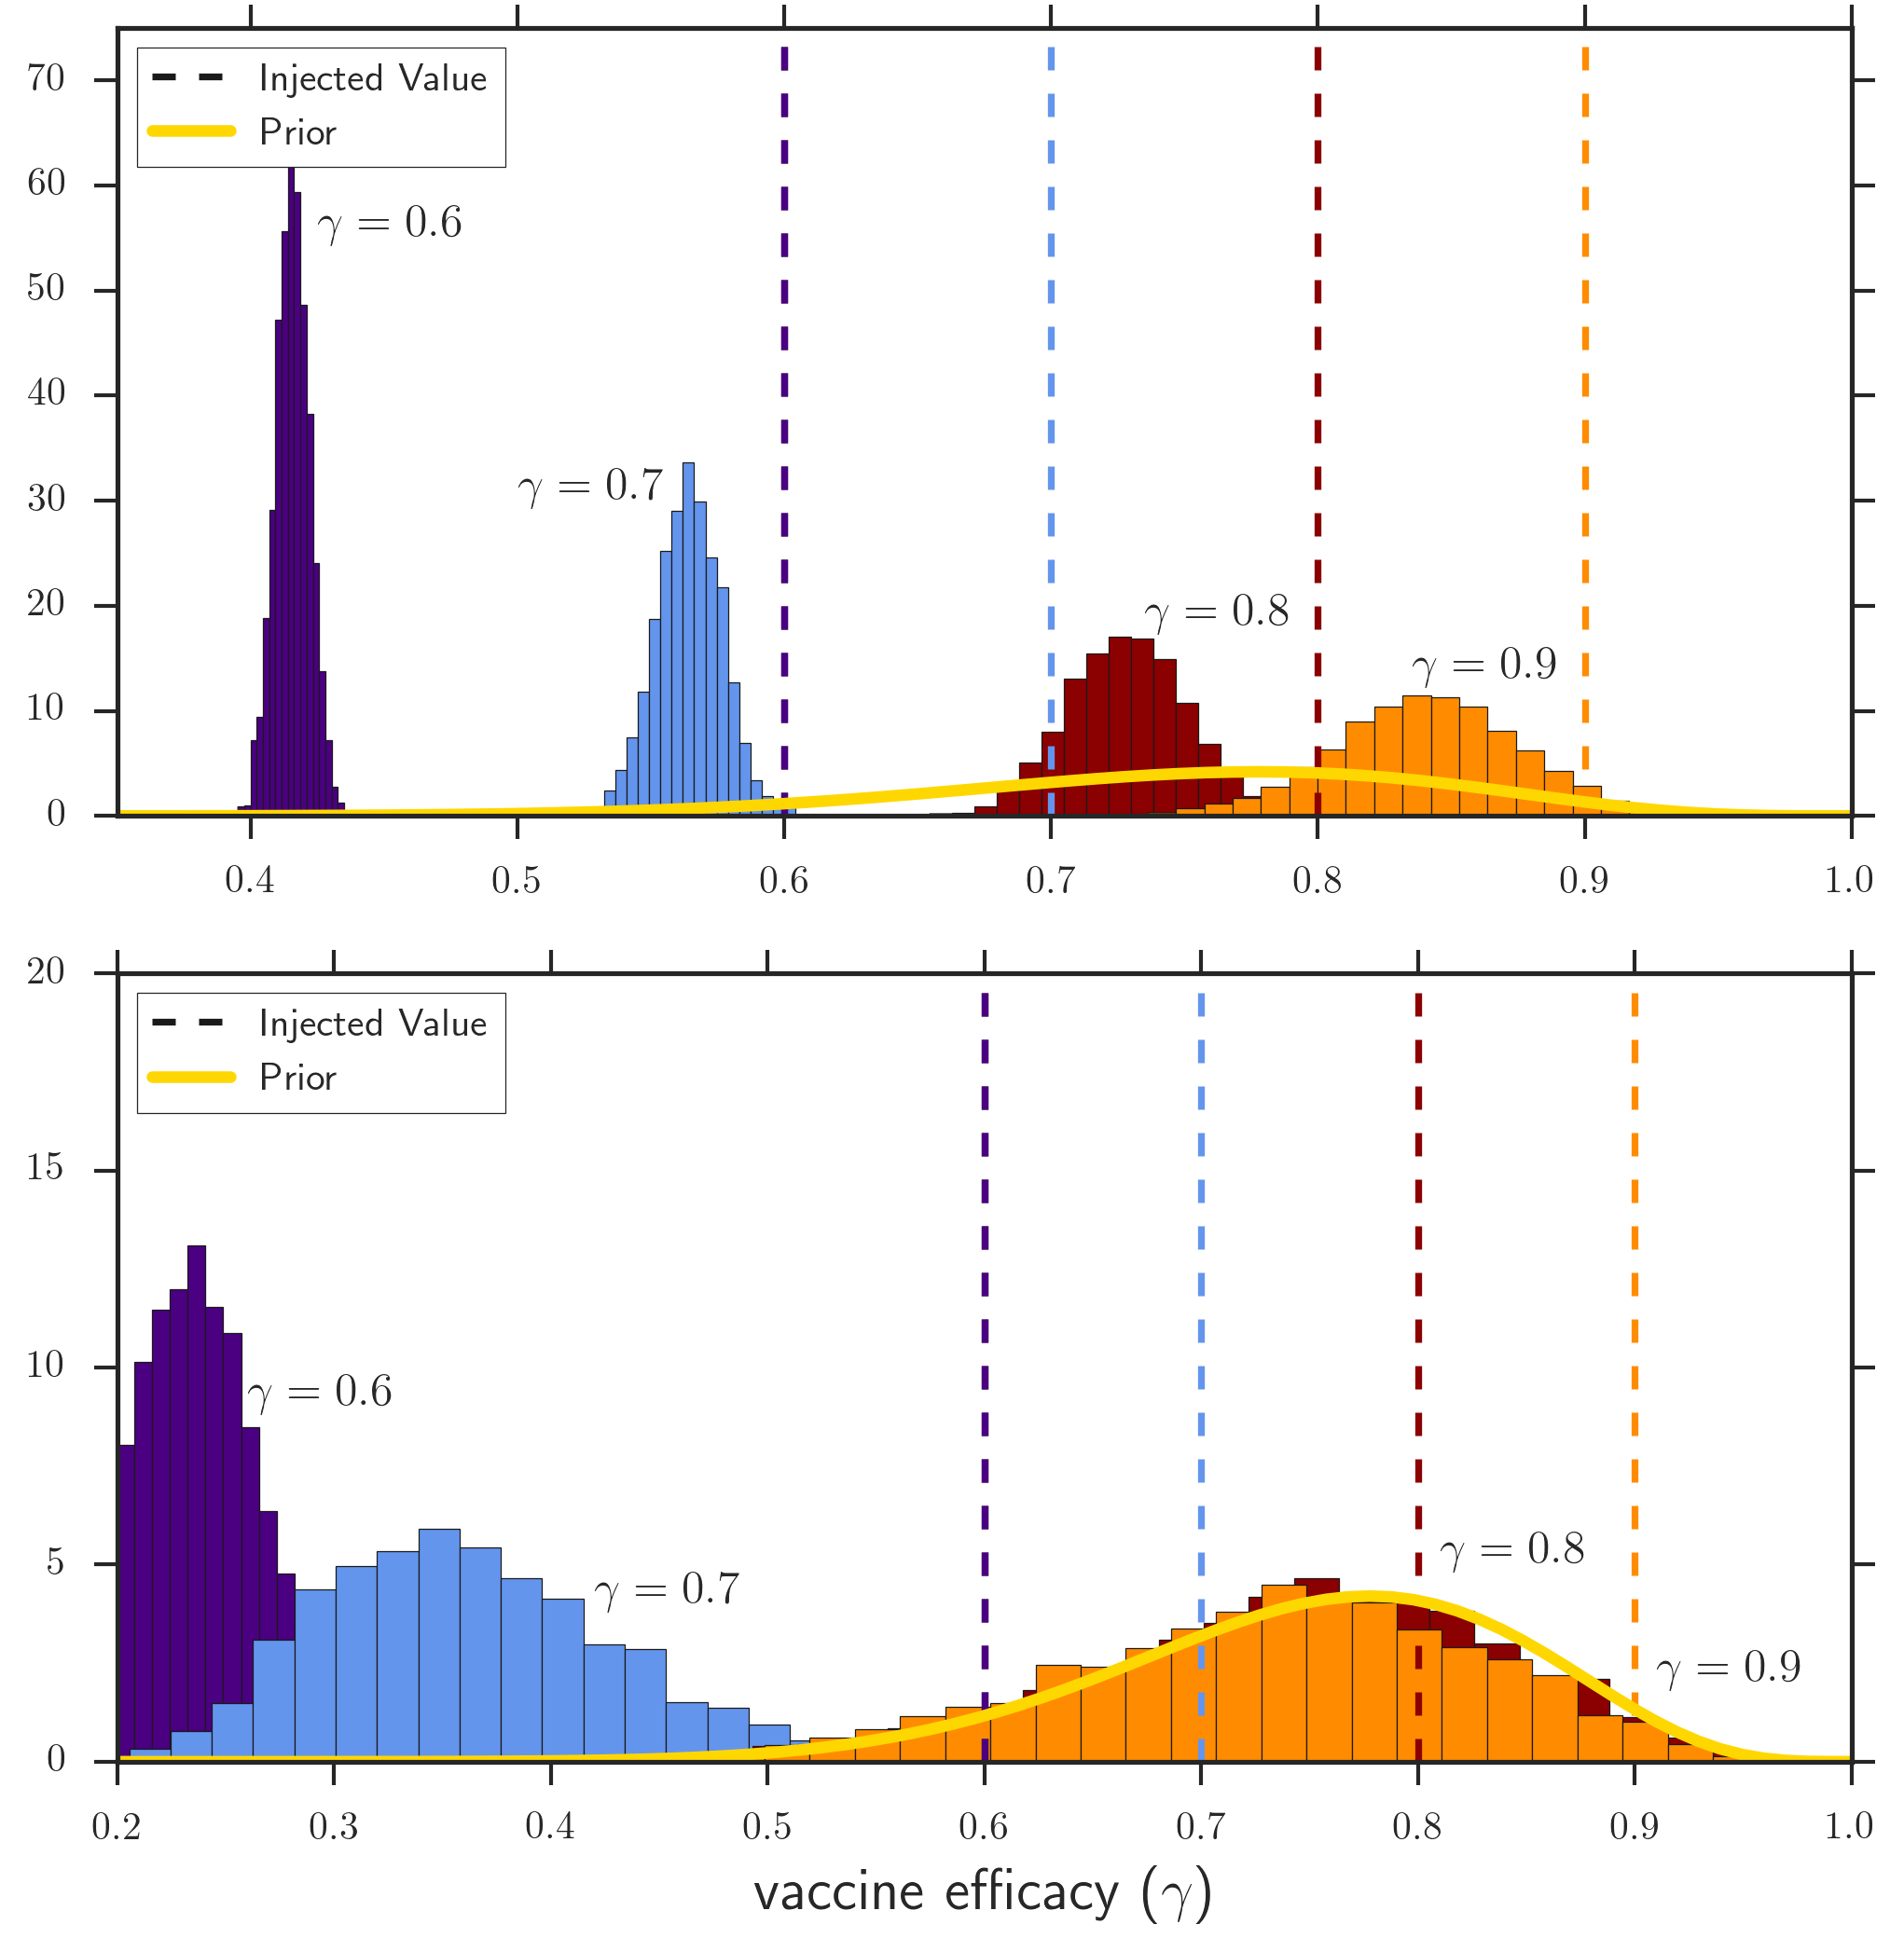 70
60
50
40
30
20
10
0
Injected Value
Prior
γ = 0.6
γ = 0.7
γ = 0.8
γ = 0.9
0.4 0.5 0.6 0.7 0.8 0.9 1.0
20
15
10
5
0
Injected Value
Prior
γ = 0.6
γ = 0.7
γ = 0.8
γ = 0.9
0.2 0.3 0.4 0.5 0.6 0.7 0.8 0.9 1.0
vaccine efficacy (γ)